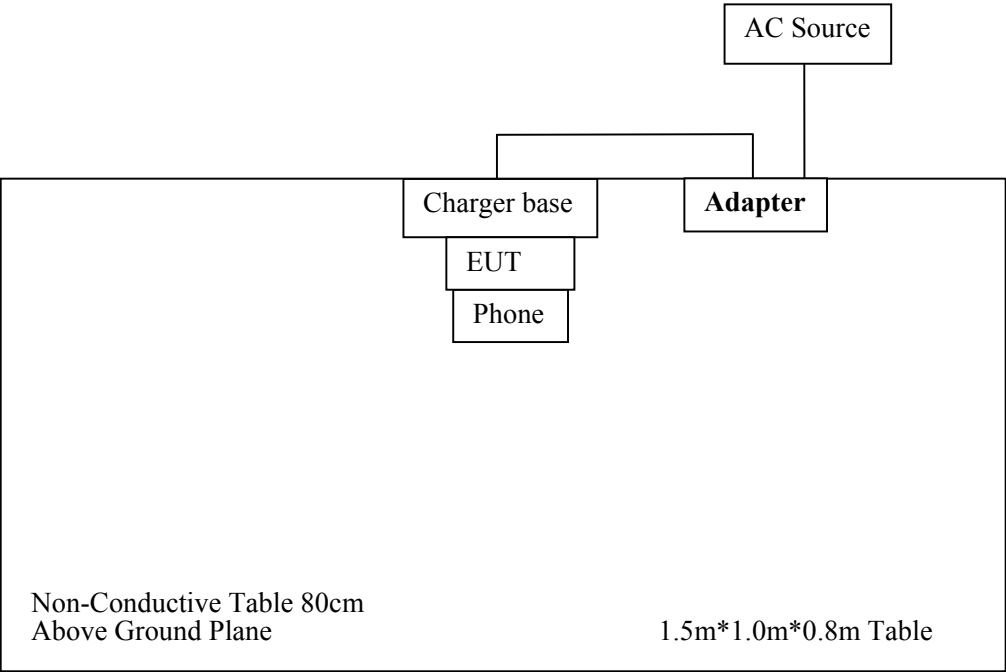 AC Source
Charger base
Adapter
EUT
Phone
Non-Conductive Table 80cm
Above Ground Plane
1.5m*1.0m*0.8m Table